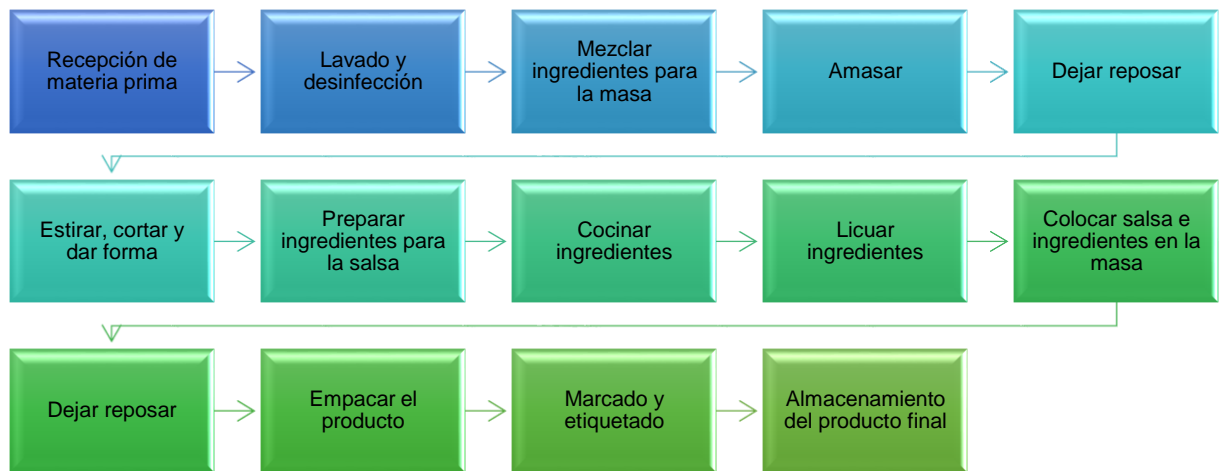 Recepción de
materia prima
Lavado y
desinfección
Mezclar
ingredientes para
la masa
Amasar
Dejar reposar
Estirar, cortar y
dar forma
Preparar
ingredientes para
la salsa
Cocinar
ingredientes
Licuar
ingredientes
Colocar salsa e
ingredientes en la
masa
Dejar reposar
Empacar el
producto
Marcado y
etiquetado
Almacenamiento
del producto final